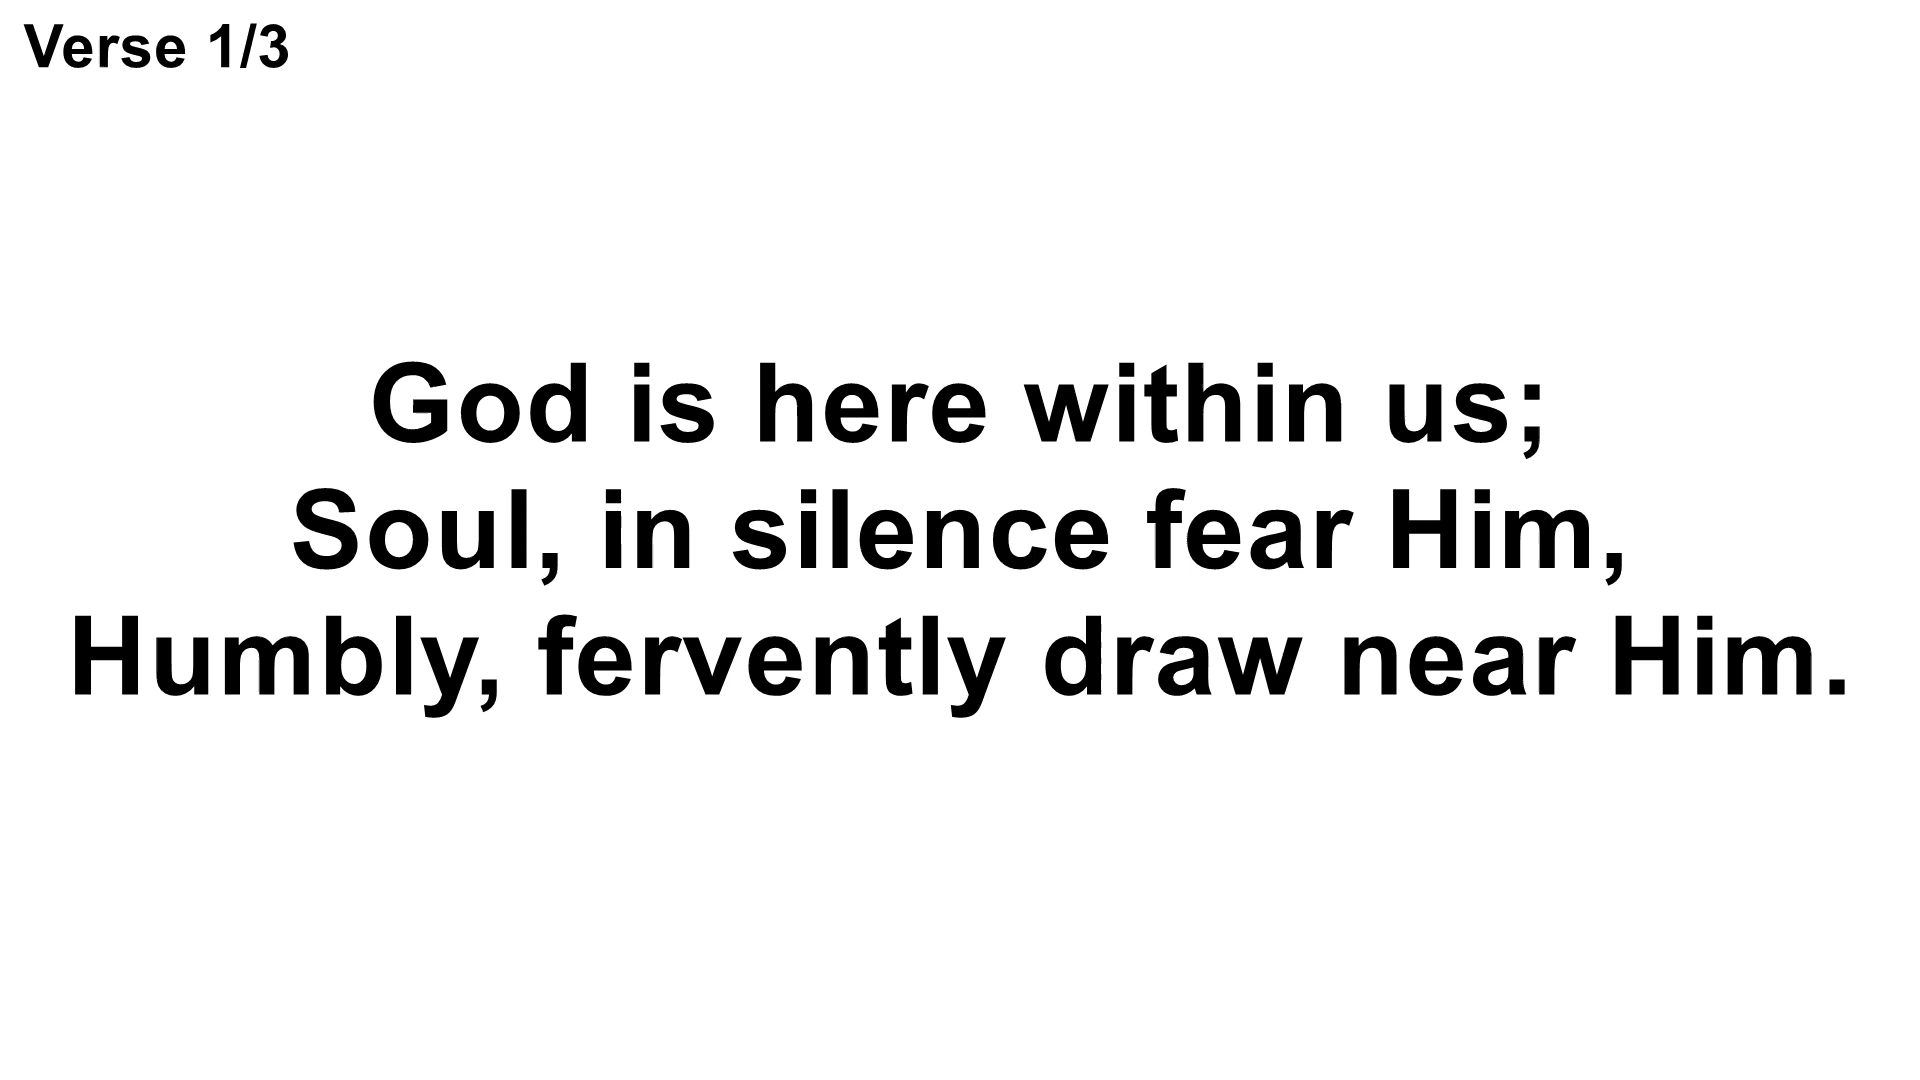 Verse 1/3
God is here within us;
Soul, in silence fear Him,
Humbly, fervently draw near Him.